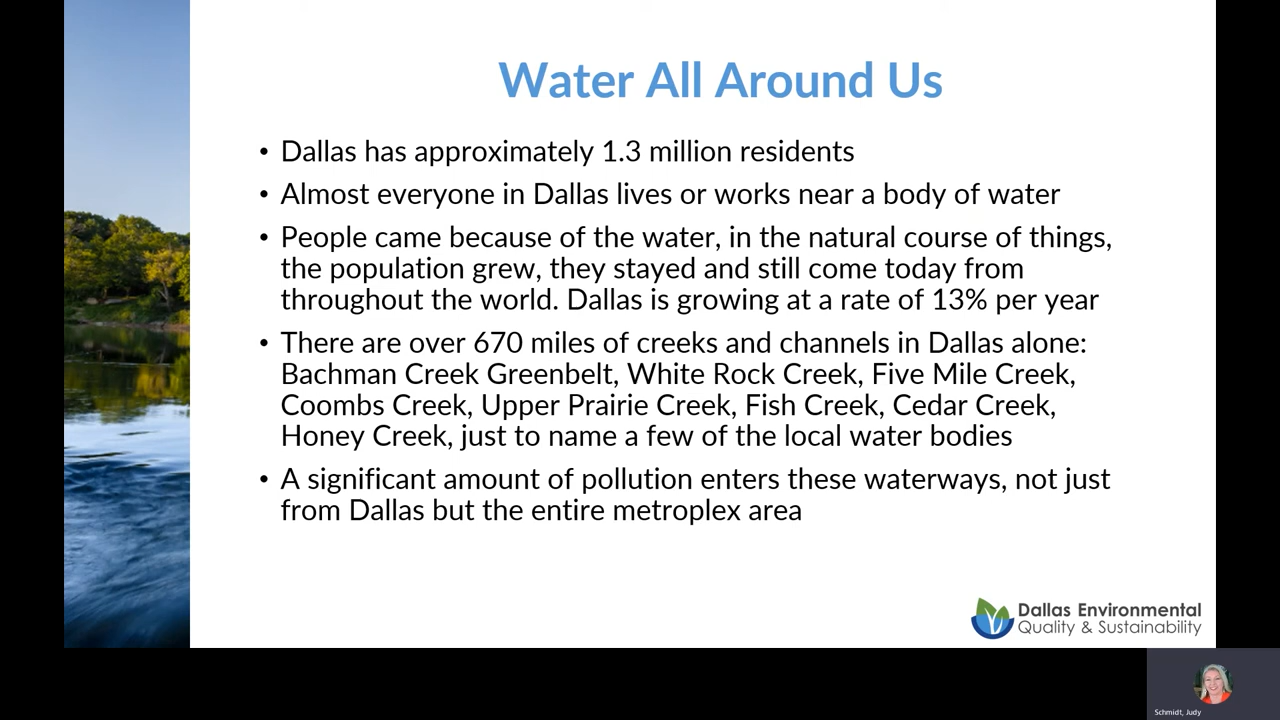 Water All Around Us
• Dallas has approximately 1.3 million residents
• Almost everyone in Dallas lives or works near a body of water
• People came because of the water, in the natural course of things,
the population grew, they stayed and still come today from
throughout the world. Dallas is growing at a rate of 13% per year
• There are over 670 miles of creeks and channels in Dallas alone:
Bachman Creek Greenbelt, White Rock Creek, Five Mile Creek,
Coombs Creek, Upper Prairie Creek, Fish Creek, Cedar Creek,
Honey Creek, just to name a few of the local water bodies
• A significant amount of pollution enters these waterways, not just
from Dallas but the entire metroplex area
Dallas Environmental
Quality & Sustainability
Schmidt, Judy